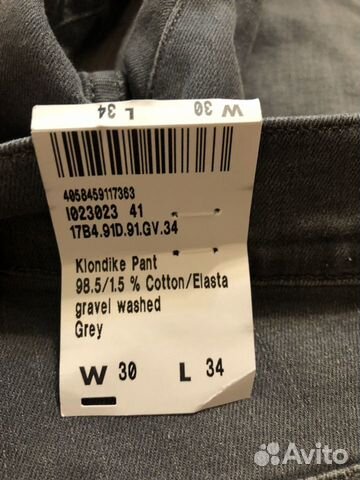 W 30 L 34
4058459117363
I023023 41
17B4.91D.91.GV.34
Klondike Pant
98.5/1.5 % Cotton/Elasta
gravel washed
Grey
W 30 L 34
Avito